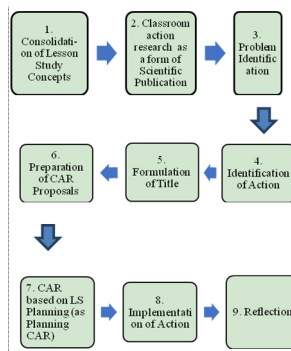 1.
Consolidati-
on of Lesson
Study
Concepts
2. Classroom
action
research as
a form of
Scientific
Publication
3.
Problem
Identific
ation
4.
Identification
of Action
5.
Formulation
of Title
6.
Preparation
of CAR
Proposals
7. CAR
based on LS
Planning (as
Planning
CAR)
8.
Implementati
on of Action
9. Reflection